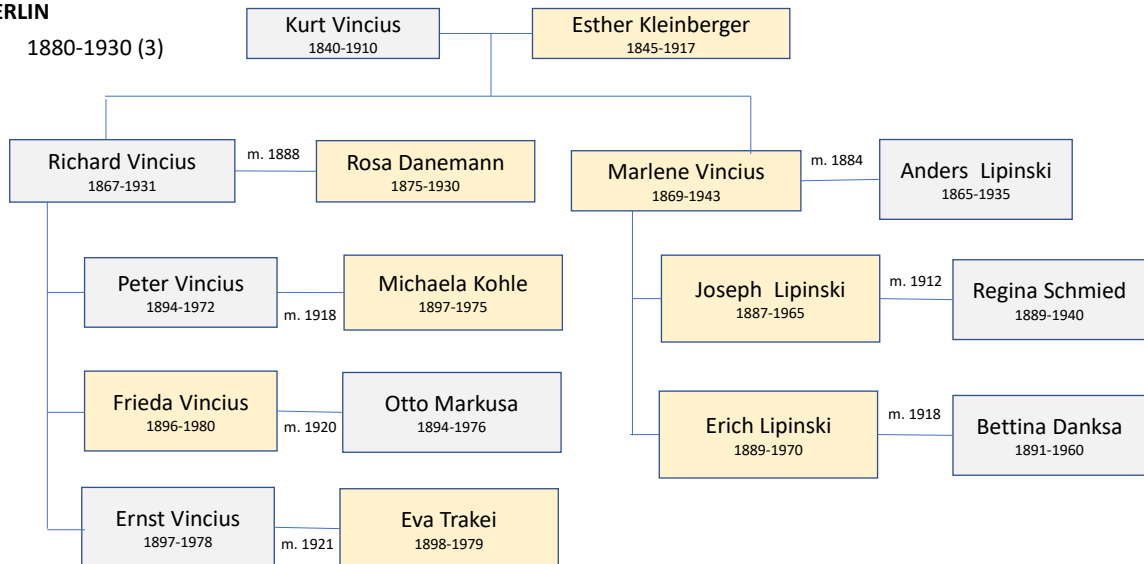 ERLIN
1880-1930 (3)
Kurt Vincius
1840-1910
Esther Kleinberger
1845-1917
Richard Vincius
1867-1931
m. 1888
Rosa Danemann
1875-1930
Marlene Vincius
1869-1943
m. 1884
Anders Lipinski
1865-1935
Peter Vincius
1894-1972
m. 1918
Michaela Kohle
1897-1975
Joseph Lipinski
1887-1965
m. 1912
Regina Schmied
1889-1940
Frieda Vincius
1896-1980
m. 1920
Otto Markusa
1894-1976
Erich Lipinski
1889-1970
m. 1918
Bettina Danksa
1891-1960
Ernst Vincius
1897-1978
m. 1921
Eva Trakei
1898-1979